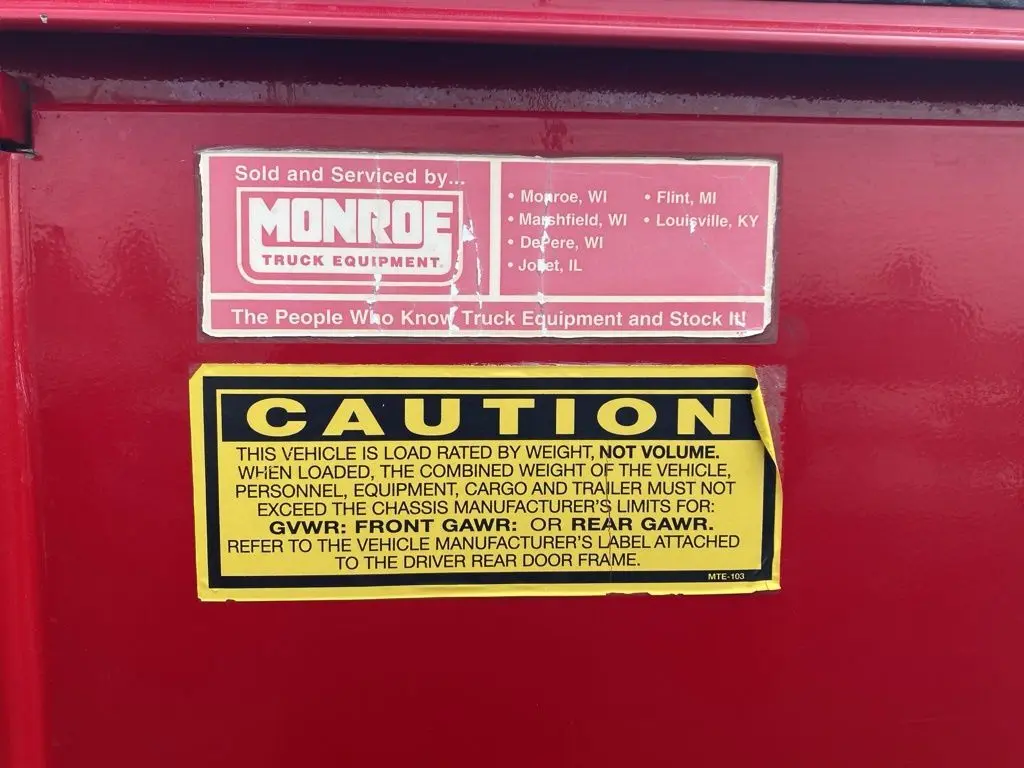 Sold and Serviced by...
MONROE
TRUCK EQUIPMENT
• Monroe, WI
• Marshfield, WI
• DePere, WI
• Joliet, IL
• Flint, MI
• Louisville, KY
The People Who Know Truck Equipment and Stock It!
CAUTION
THIS VEHICLE IS LOAD RATED BY WEIGHT, NOT VOLUME.
WHEN LOADED, THE COMBINED WEIGHT OF THE VEHICLE,
PERSONNEL, EQUIPMENT, CARGO AND TRAILER MUST NOT
EXCEED THE CHASSIS MANUFACTURER'S LIMITS FOR:
GVWR: FRONT GAWR: OR REAR GAWR.
REFER TO THE VEHICLE MANUFACTURER'S LABEL ATTACHED
TO THE DRIVER REAR DOOR FRAME.
MTE-103